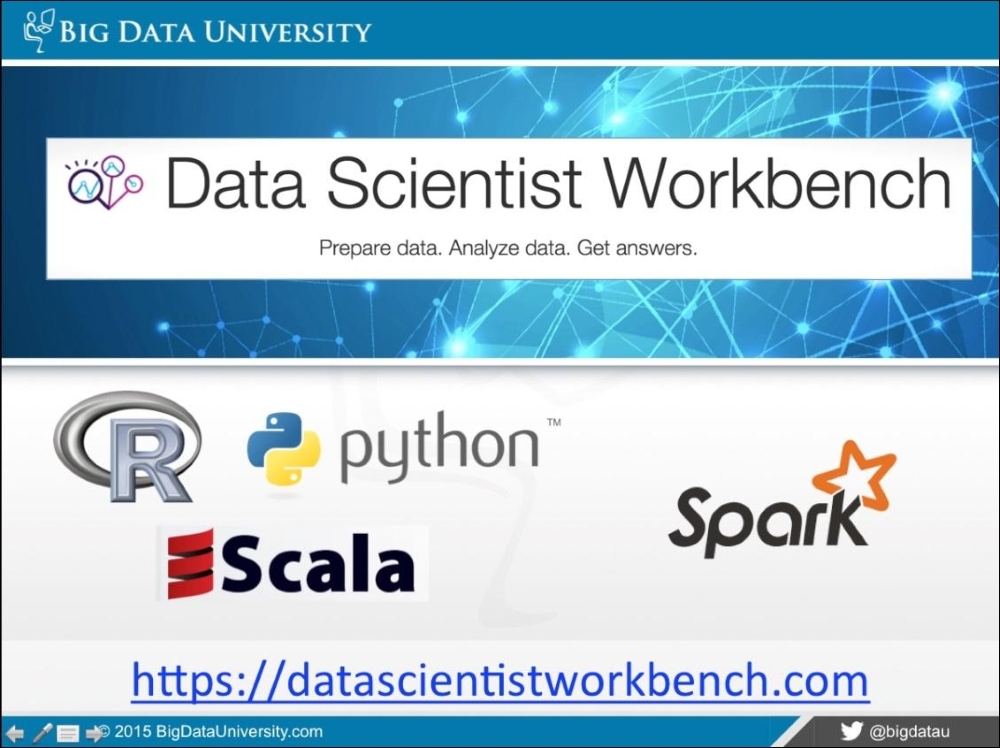 BIG DATA UNIVERSITY
Data Scientist Workbench
Prepare data. Analyze data. Get answers.
R
python™
Scala
Spark
https://datascientistworkbench.com
© 2015 BigDataUniversity.com
@bigdatau